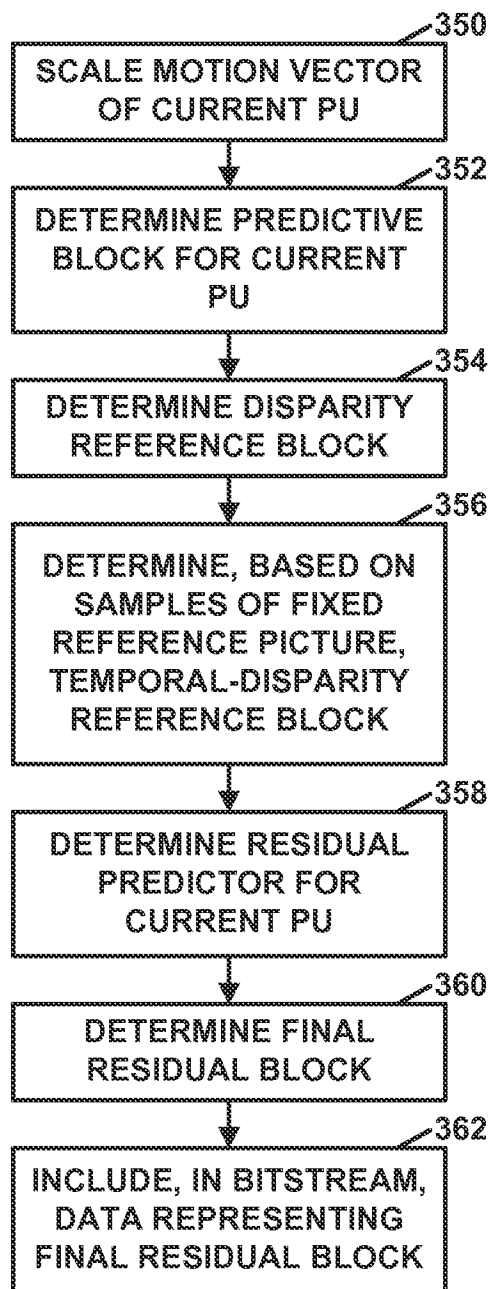 350
SCALE MOTION VECTOR
OF CURRENT PU
352
DETERMINE PREDICTIVE
BLOCK FOR CURRENT
PU
354
DETERMINE DISPARITY
REFERENCE BLOCK
356
DETERMINE, BASED ON
SAMPLES OF FIXED
REFERENCE PICTURE,
TEMPORAL-DISPARITY
REFERENCE BLOCK
358
DETERMINE RESIDUAL
PREDICTOR FOR
CURRENT PU
360
DETERMINE FINAL
RESIDUAL BLOCK
362
INCLUDE, IN BITSTREAM,
DATA REPRESENTING
FINAL RESIDUAL BLOCK